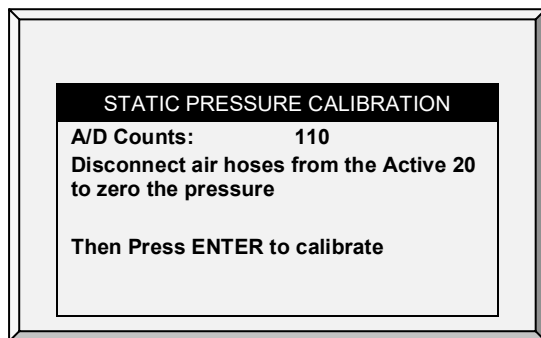 STATIC PRESSURE CALIBRATION
A/D Counts: 110
Disconnect air hoses from the Active 20
to zero the pressure
Then Press ENTER to calibrate